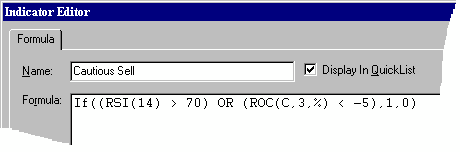 Indicator Editor
Formula
Name: Cautious Sell Display In QuickList
Formula: If((RSI(14) > 70) OR (ROC(C,3,%) < -5),1,0)